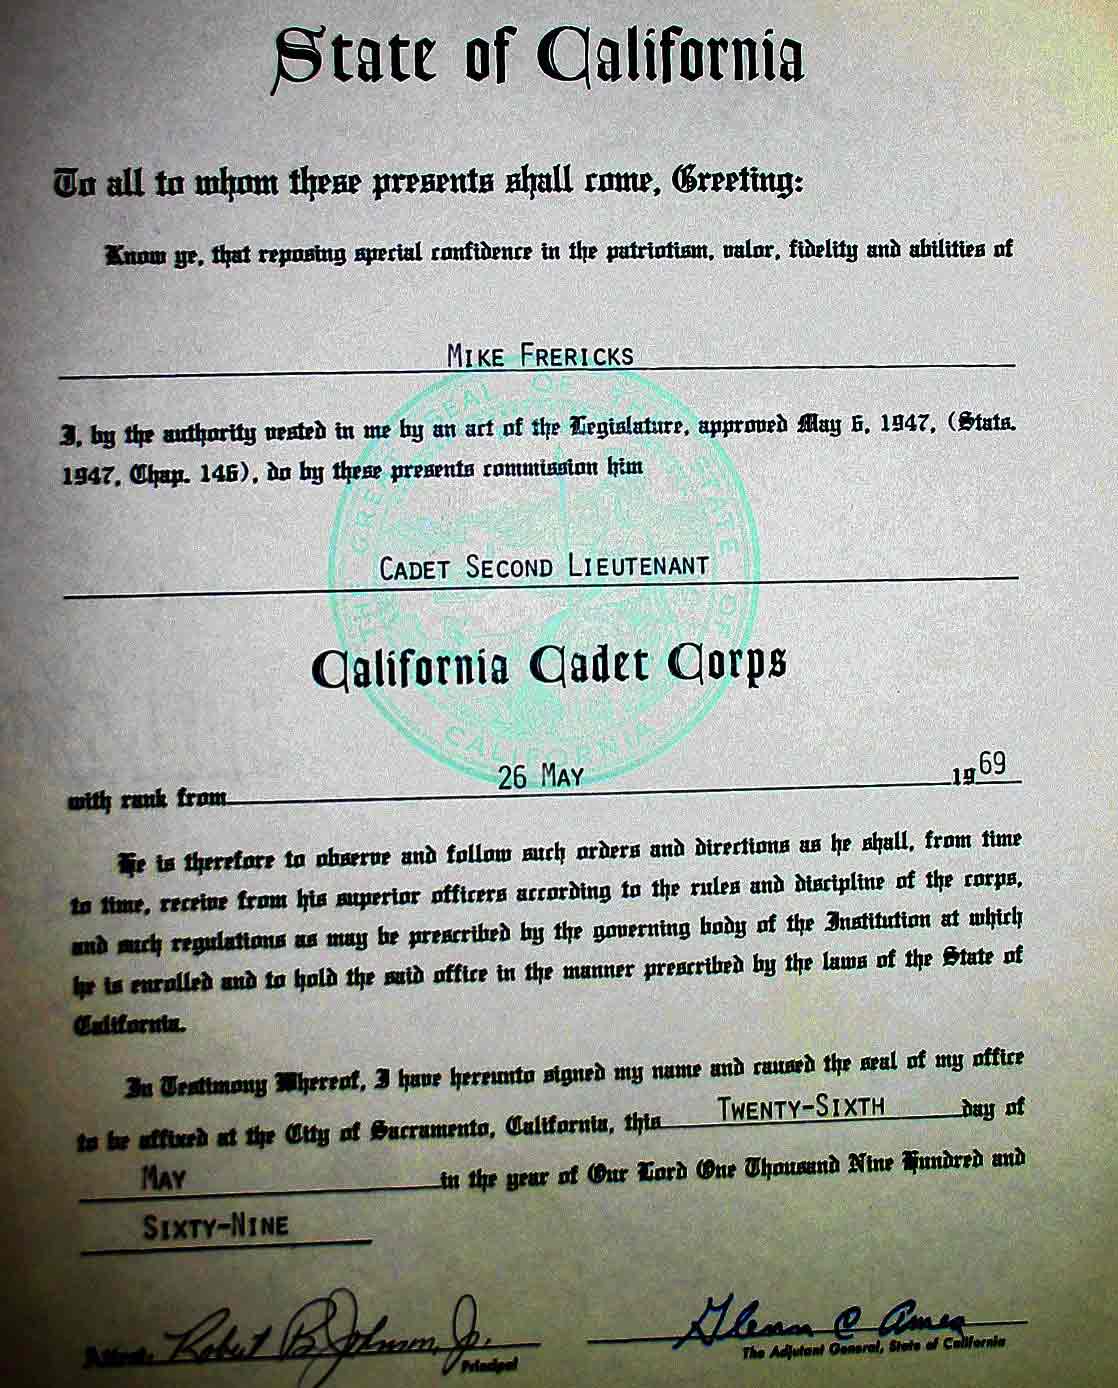 State of California
To all to whom these presents shall come, Greeting:
Know ye, that reposing special confidence in the patriotism, valor, fidelity and abilities of
MIKE FRERICKS
I, by the authority vested in me by an act of the Legislature, approved May 6, 1947, (Stats.
1947, Chap. 146), do by these presents commission him
CADET SECOND LIEUTENANT
THE GREAT SEAL OF THE STATE OF CALIFORNIA
California Cadet Corps
with rank from 26 MAY 1969
He is therefore to observe and follow such orders and directions as he shall, from time
to time, receive from his superior officers according to the rules and discipline of the corps,
and such regulations as may be prescribed by the governing body of the Institution at which
he is enrolled and to hold the said office in the manner prescribed by the laws of the State of
California.
In Testimony Whereof, I have hereunto signed my name and caused the seal of my office
to be affixed at the City of Sacramento, California, this TWENTY-SIXTH day of
MAY in the year of Our Lord One Thousand Nine Hundred and
SIXTY-NINE
Attest: Robert B Johnson, Jr. Glenn C Ames
Principal The Adjutant General, State of California